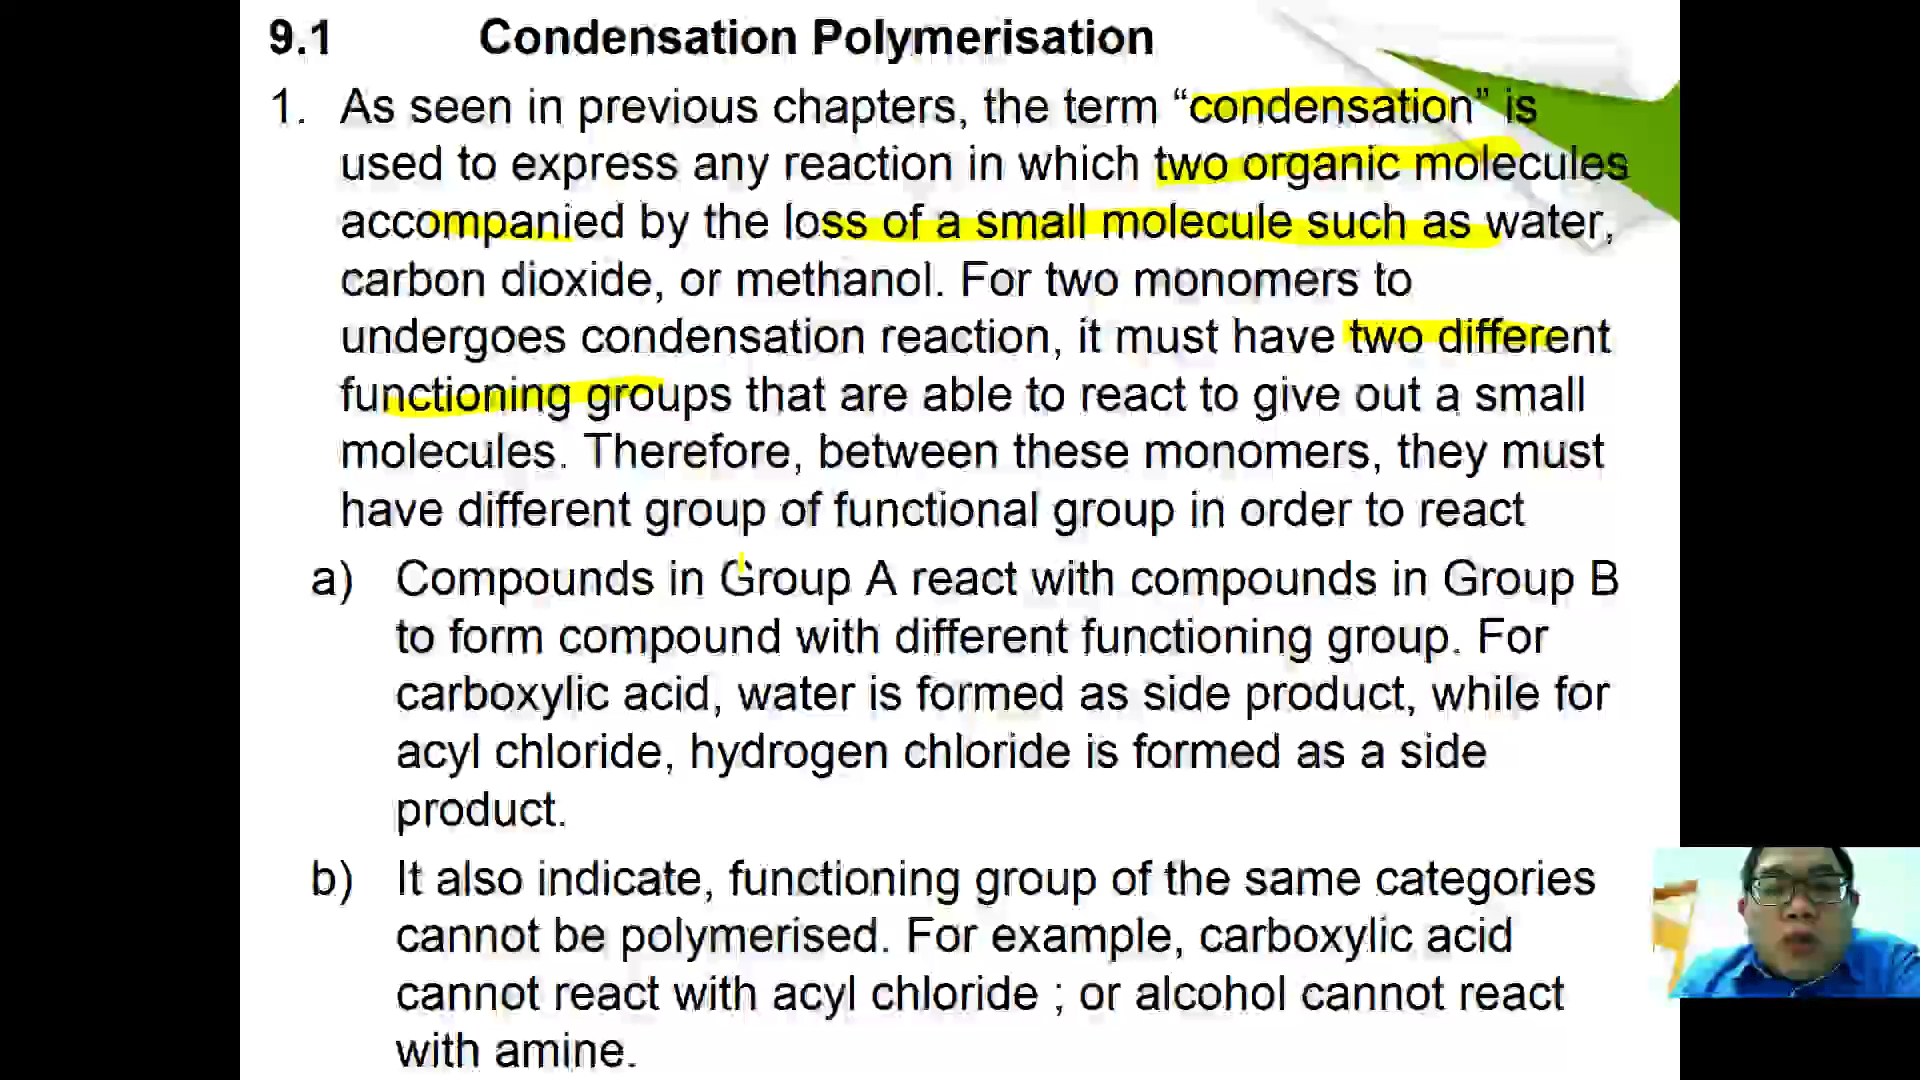 9.1 Condensation Polymerisation
1. As seen in previous chapters, the term “condensation” is
used to express any reaction in which two organic molecules
accompanied by the loss of a small molecule such as water,
carbon dioxide, or methanol. For two monomers to
undergoes condensation reaction, it must have two different
functioning groups that are able to react to give out a small
molecules. Therefore, between these monomers, they must
have different group of functional group in order to react
a) Compounds in Group A react with compounds in Group B
to form compound with different functioning group. For
carboxylic acid, water is formed as side product, while for
acyl chloride, hydrogen chloride is formed as a side
product.
b) It also indicate, functioning group of the same categories
cannot be polymerised. For example, carboxylic acid
cannot react with acyl chloride ; or alcohol cannot react
with amine.